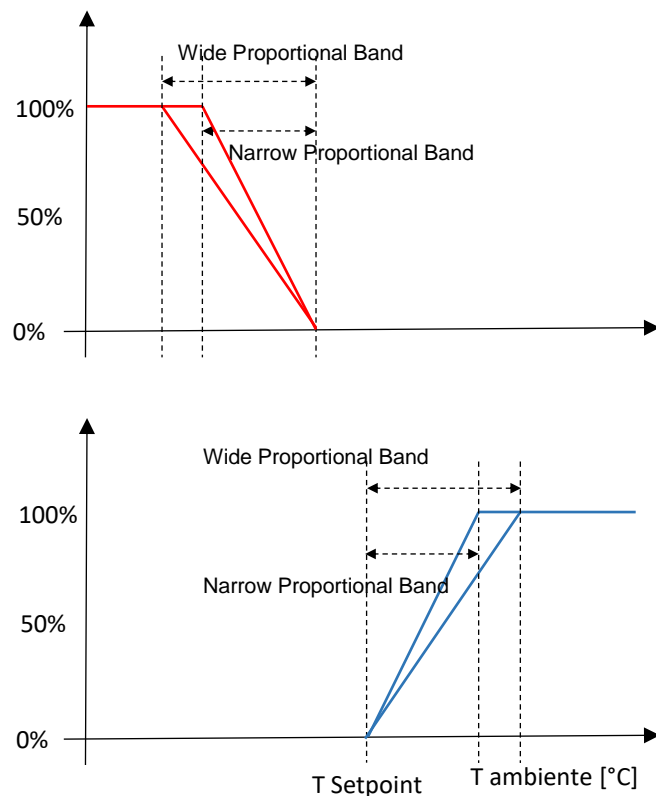 Wide Proportional Band
100%
Narrow Proportional Band
50%
0%
Wide Proportional Band
100%
Narrow Proportional Band
50%
0%
T Setpoint
T ambiente [°C]